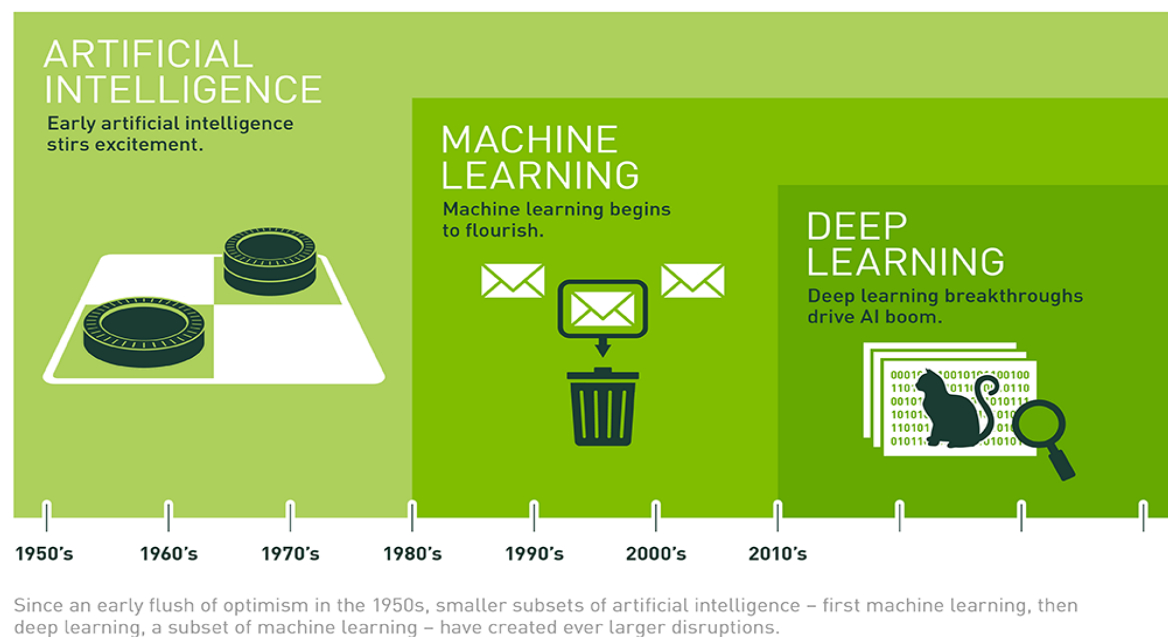 ARTIFICIAL
INTELLIGENCE
Early artificial intelligence
stirs excitement.
MACHINE
LEARNING
Machine learning begins
to flourish.
DEEP
LEARNING
Deep learning breakthroughs
drive AI boom.
1950's 1960's 1970's 1980's 1990's 2000's 2010's
Since an early flush of optimism in the 1950s, smaller subsets of artificial intelligence – first machine learning, then
deep learning, a subset of machine learning – have created ever larger disruptions.